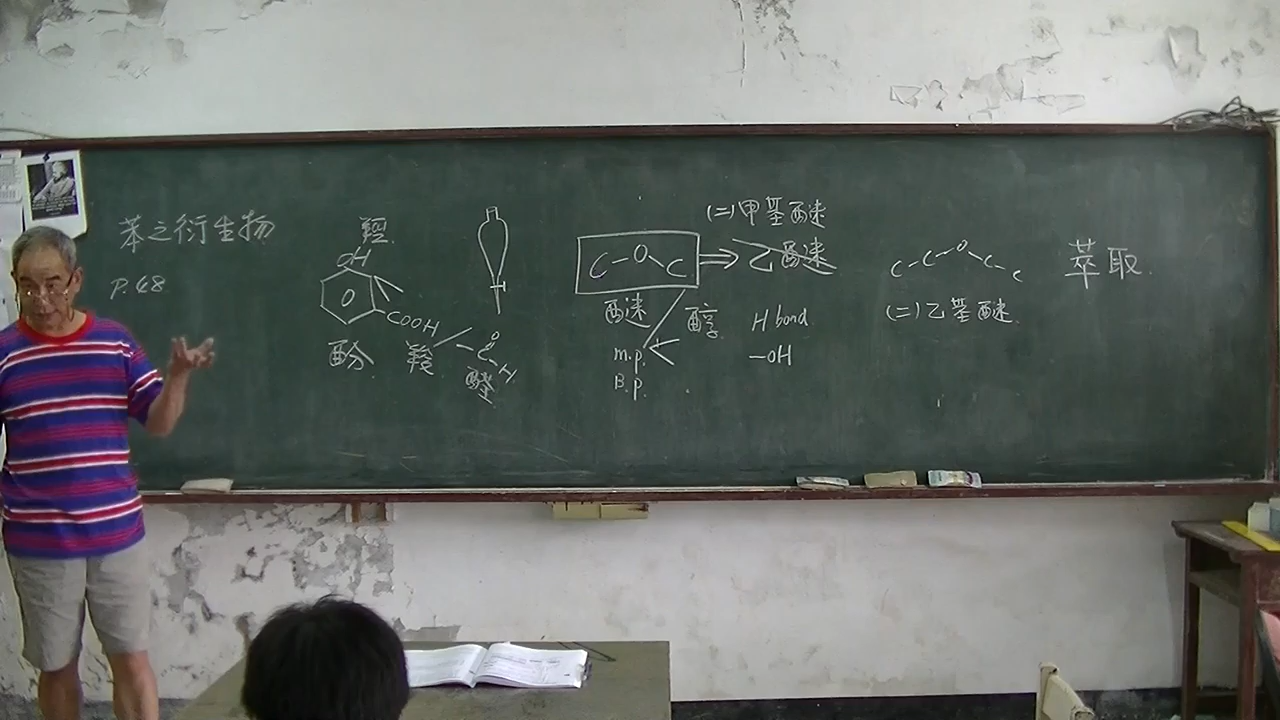 苯之衍生物
P.68
羥
OH
COOH
酚
羧
O
C
H
醛
C-O-C
醚
醇
m.p.
B.p.
H bond
-OH
(二)甲基醚
乙醚
C-C-O-C-C
(二)乙基醚
萃取